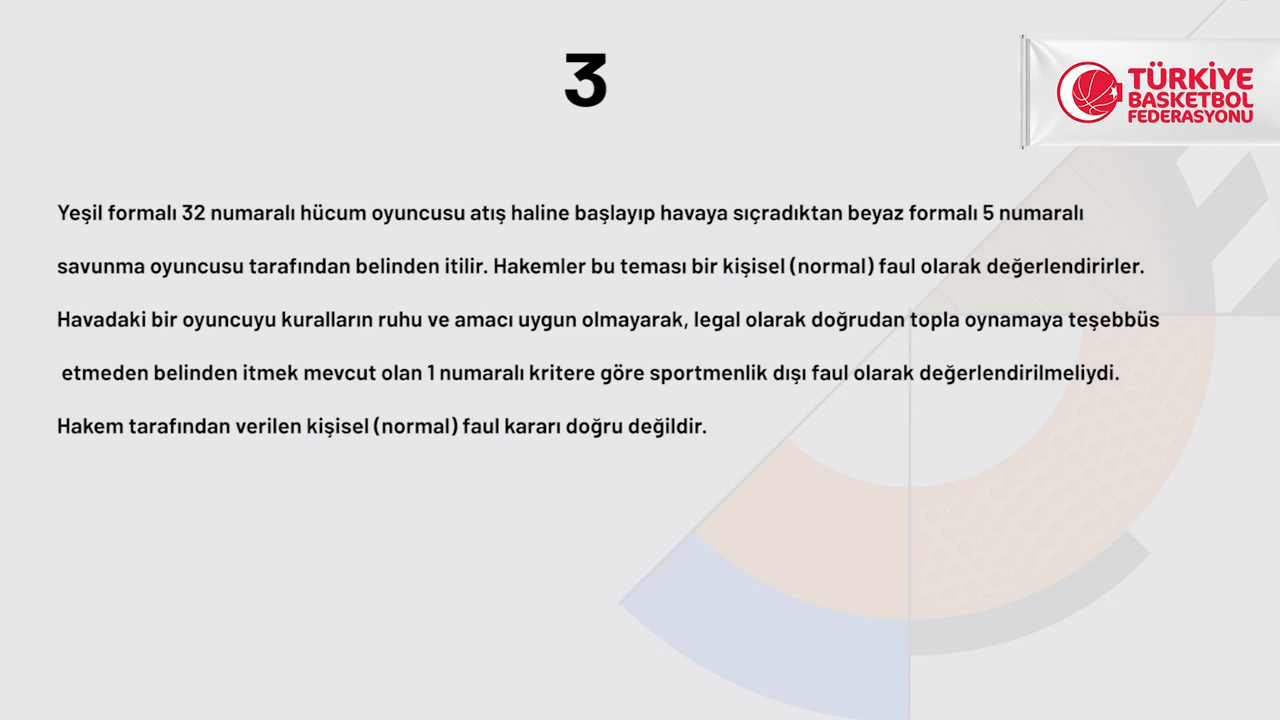 3
TÜRKİYE
BASKETBOL
FEDERASYONU
Yeşil formalı 32 numaralı hücum oyuncusu atış haline başlayıp havaya sıçradıktan beyaz formalı 5 numaralı
savunma oyuncusu tarafından belinden itilir. Hakemler bu teması bir kişisel (normal) faul olarak değerlendirirler.
Havadaki bir oyuncuyu kuralların ruhu ve amacı uygun olmayarak, legal olarak doğrudan topla oynamaya teşebbüs
etmeden belinden itmek mevcut olan 1 numaralı kritere göre sportmenlik dışı faul olarak değerlendirilmeliydi.
Hakem tarafından verilen kişisel (normal) faul kararı doğru değildir.